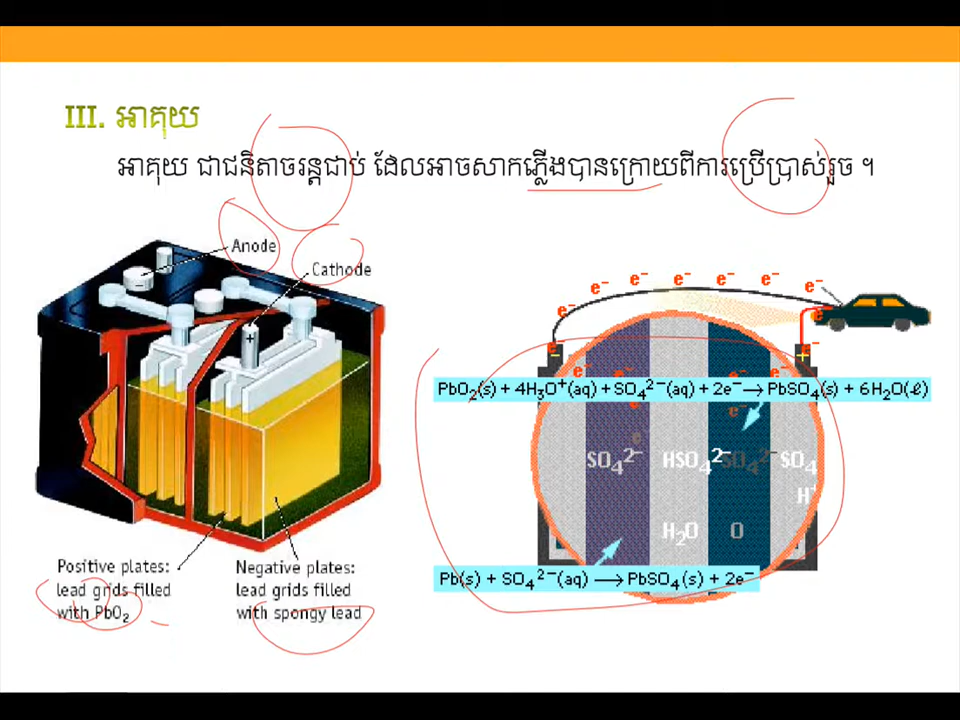 III. អាគុយ
អាគុយ ជាជនិតាចរន្តជាប់ ដែលអាចសាកភ្លើងបានក្រោយពីការប្រើប្រាស់រួច ។
Anode
Cathode
−
+
Positive plates:
lead grids filled
with PbO₂
Negative plates:
lead grids filled
with spongy lead
e⁻ e⁻ e⁻ e⁻ e⁻ e⁻ e⁻ e⁻
e⁻ e⁻
− +
e⁻ e⁻ e⁻ e⁻
PbO₂(s) + 4H₃O⁺(aq) + SO₄²⁻(aq) + 2e⁻ → PbSO₄(s) + 6H₂O(ℓ)
e⁻ e⁻
e
SO₄²⁻ HSO₄²⁻ SO₄²⁻ SO₄
H⁺
H₂O O
Pb(s) + SO₄²⁻(aq) → PbSO₄(s) + 2e⁻